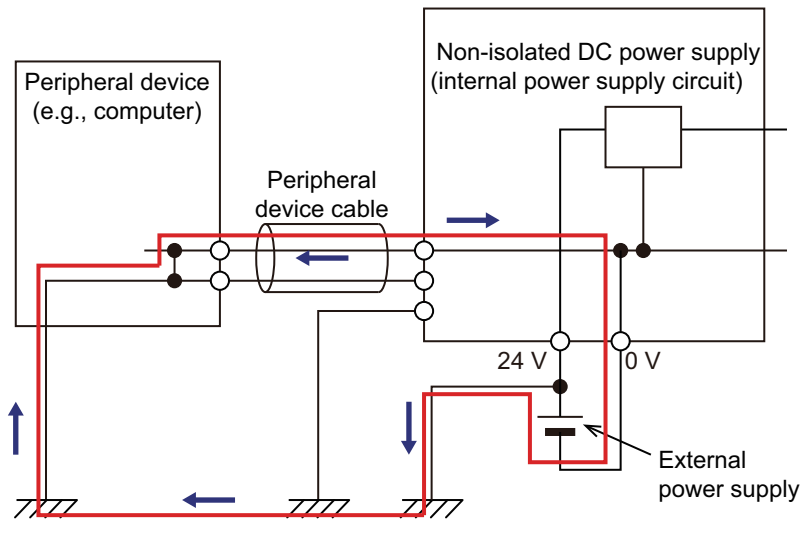 Non-isolated DC power supply
(internal power supply circuit)
Peripheral device
(e.g., computer)
Peripheral
device cable
24 V
0 V
External
power supply